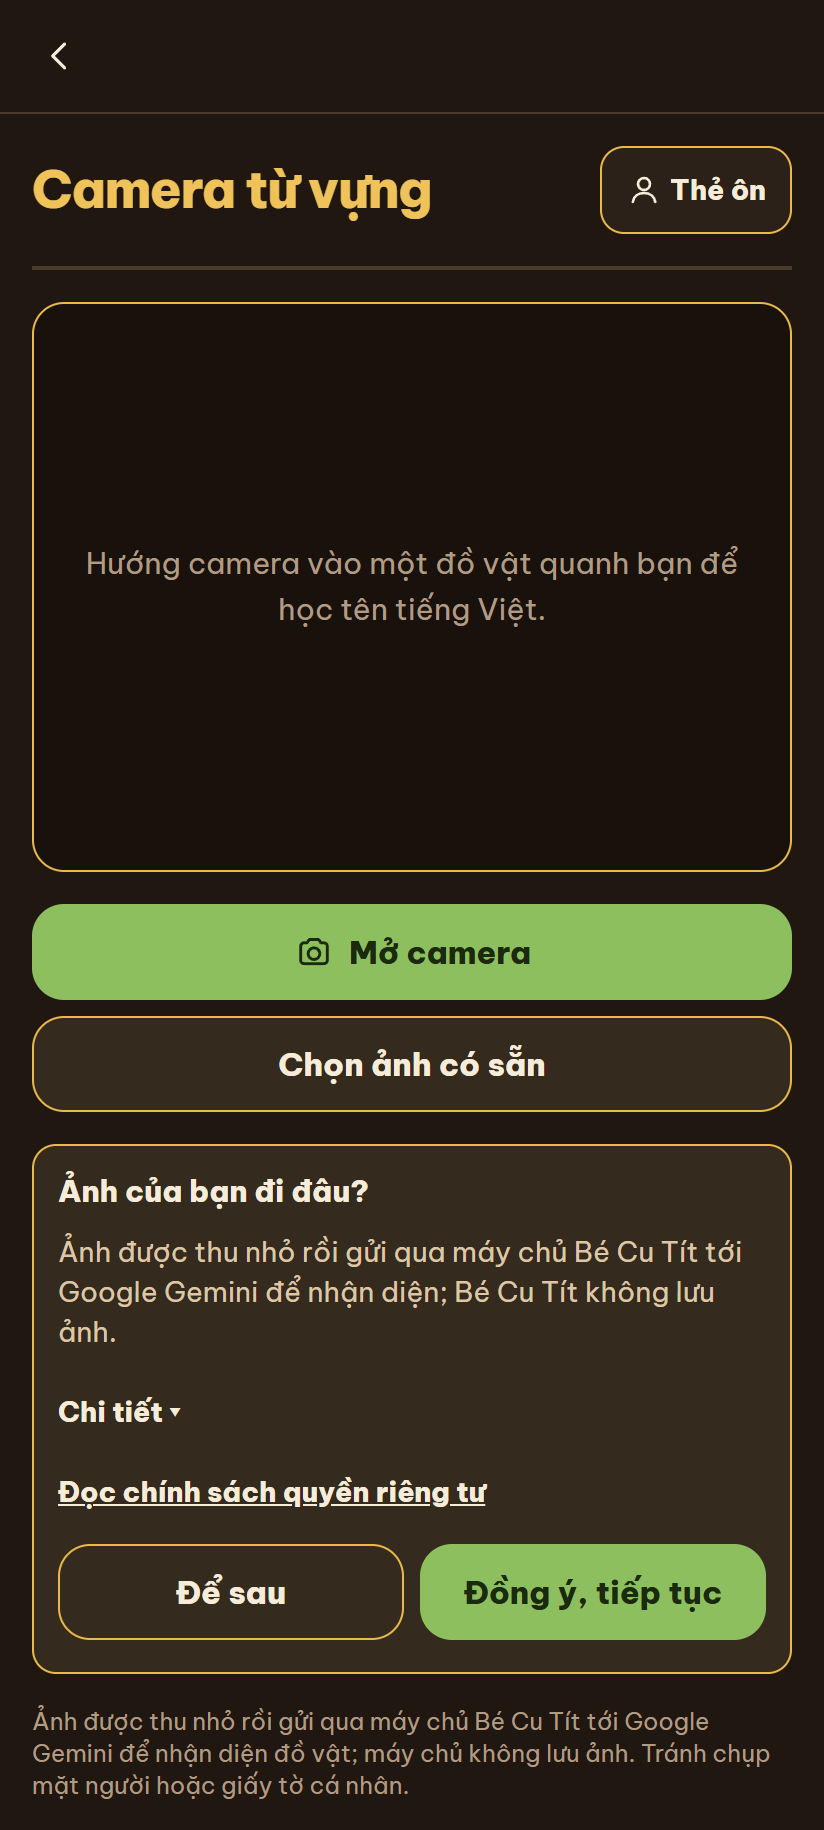 Camera từ vựng
Thẻ ôn
Hướng camera vào một đồ vật quanh bạn để
học tên tiếng Việt.
Mở camera
Chọn ảnh có sẵn
Ảnh của bạn đi đâu?
Ảnh được thu nhỏ rồi gửi qua máy chủ Bé Cu Tít tới
Google Gemini để nhận diện; Bé Cu Tít không lưu
ảnh.
Chi tiết ▾
Đọc chính sách quyền riêng tư
Để sau
Đồng ý, tiếp tục
Ảnh được thu nhỏ rồi gửi qua máy chủ Bé Cu Tít tới Google
Gemini để nhận diện đồ vật; máy chủ không lưu ảnh. Tránh chụp
mặt người hoặc giấy tờ cá nhân.